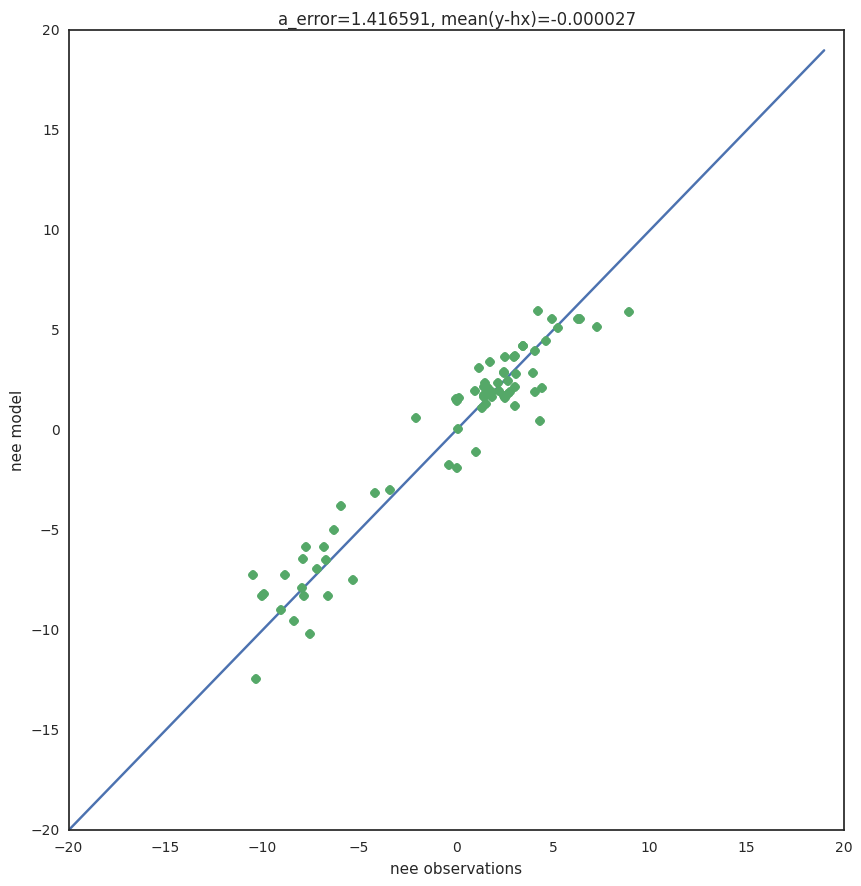 a_error=1.416591, mean(y-hx)=-0.000027
20
15
10
5
0
−5
−10
−15
−20
nee model
−20 −15 −10 −5 0 5 10 15 20
nee observations